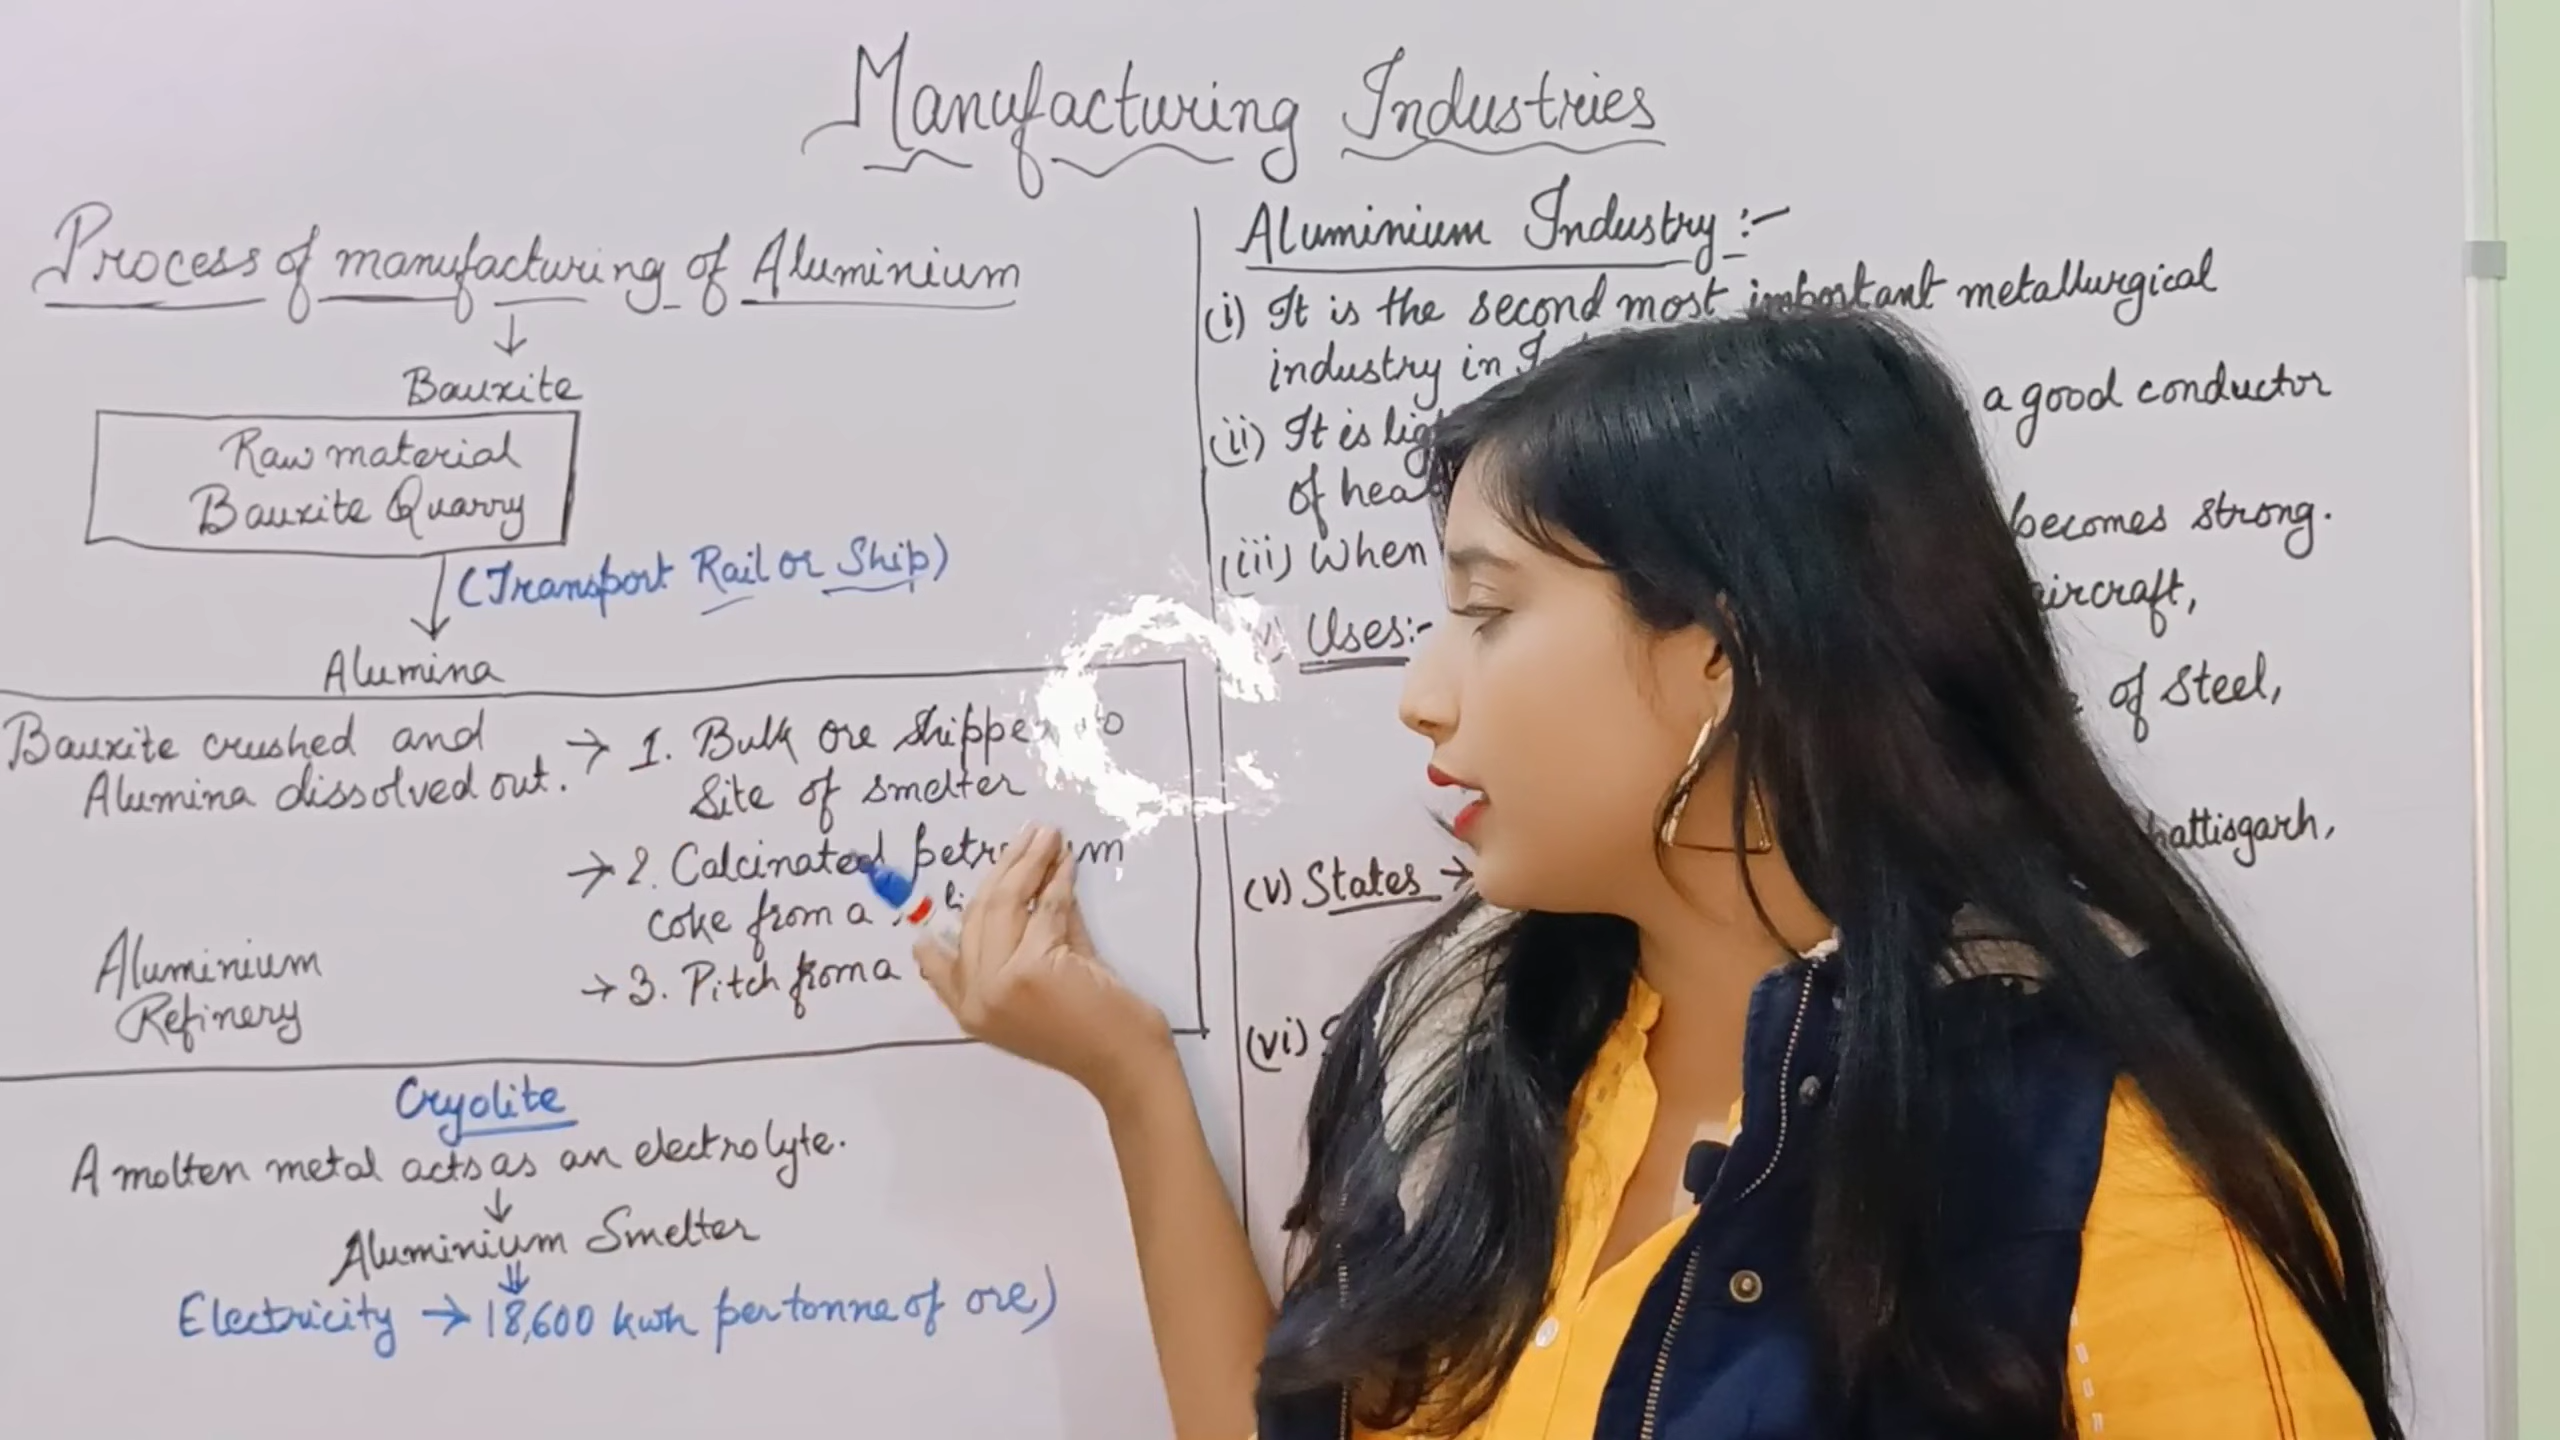 Manufacturing Industries
Process of manufacturing of Aluminium
Bauxite
Raw material
Bauxite Quarry
(Transport Rail or Ship)
Alumina
Bauxite crushed and
Alumina dissolved out.
→ 1. Bulk ore
Site of smelter
→ 2. Calcinated
coke from a
→ 3. Pitch from a
Aluminium
Refinery
Cryolite
A molten metal acts as an electrolyte.
Aluminium Smelter
Electricity → 18,600 kwh per tonne of ore)
Aluminium Industry :-
(i) It is the second most important metallurgical
industry in
(ii) It is a good conductor
of
(iii) When becomes strong.
Uses:-
aircraft,
of steel,
(v) States →
(vi)